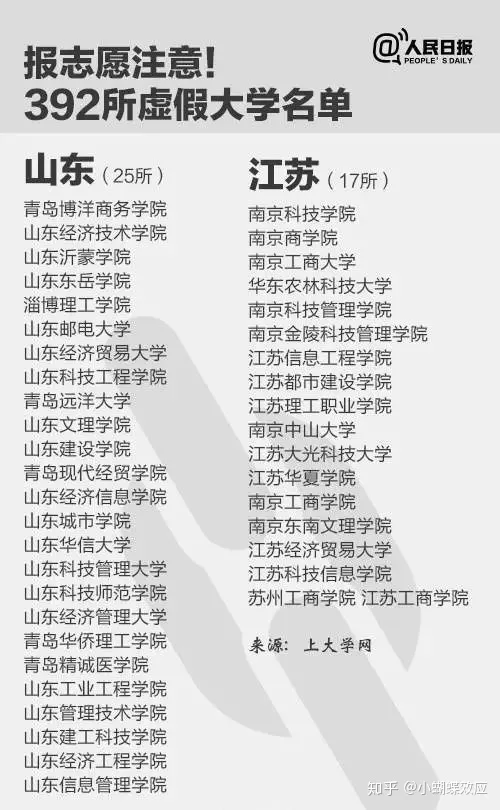 @人民日报
PEOPLE'S DAILY
报志愿注意!
392所虚假大学名单
山东（25所）
青岛博洋商务学院
山东经济技术学院
山东沂蒙学院
山东东岳学院
淄博理工学院
山东邮电大学
山东经济贸易大学
山东科技工程学院
青岛远洋大学
山东文理学院
山东建设学院
青岛现代经贸学院
山东经济信息学院
山东城市学院
山东华信大学
山东科技管理大学
山东科技师范学院
山东经济管理大学
青岛华侨理工学院
青岛精诚医学院
山东工业工程学院
山东管理技术学院
山东建工科技学院
山东经济工程学院
山东信息管理学院
江苏（17所）
南京科技学院
南京商学院
南京工商大学
华东农林科技大学
南京科技管理学院
南京金陵科技管理学院
江苏信息工程学院
江苏都市建设学院
江苏理工职业学院
南京中山大学
江苏大光科技大学
江苏华夏学院
南京工商学院
南京东南文理学院
江苏经济贸易大学
江苏科技信息学院
苏州工商学院 江苏工商学院
来源: 上大学网
知乎 @小蝴蝶效应